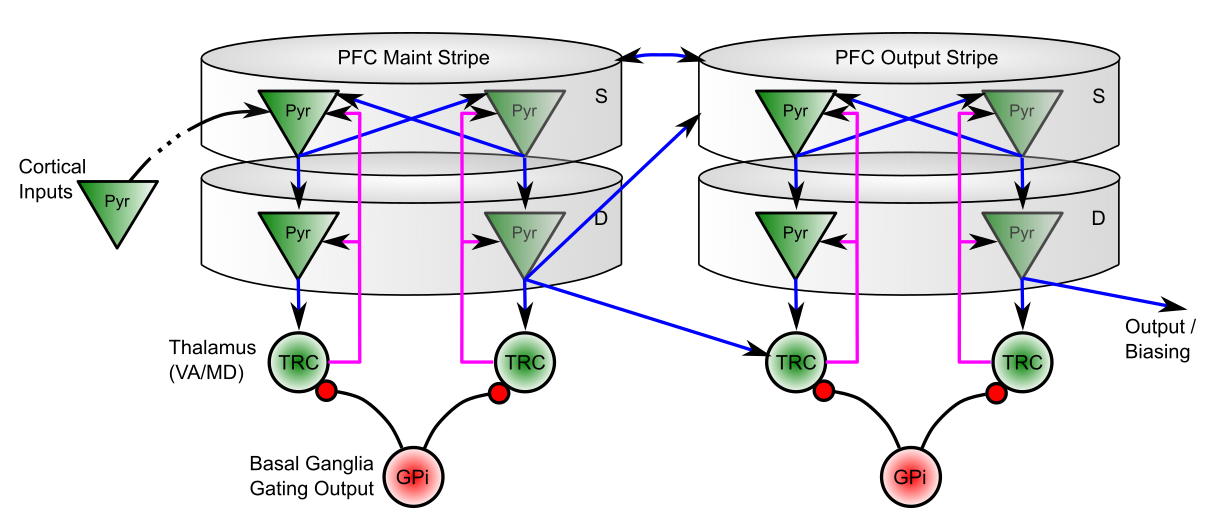 PFC Maint Stripe
PFC Output Stripe
Pyr
Pyr
S
Pyr
Pyr
S
Cortical
Inputs
Pyr
Pyr
Pyr
D
Pyr
Pyr
D
Output /
Biasing
Thalamus
(VA/MD)
TRC
TRC
TRC
TRC
Basal Ganglia
Gating Output
GPi
GPi